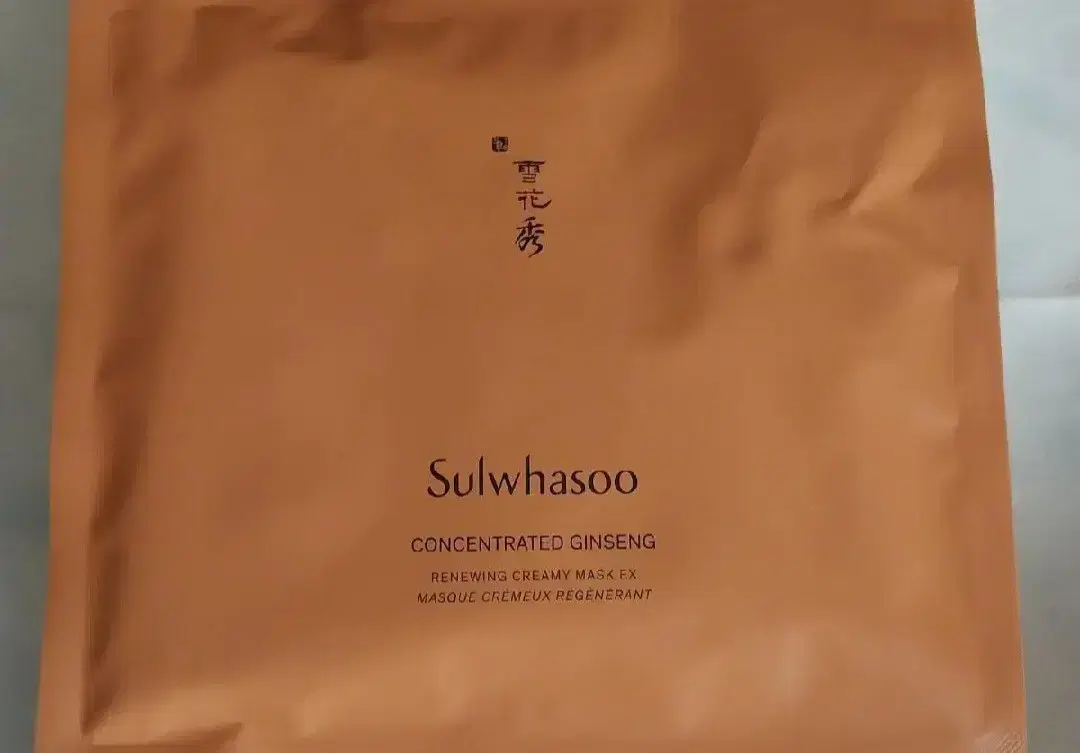 雪花秀
Sulwhasoo
CONCENTRATED GINSENG
RENEWING CREAMY MASK EX
MASQUE CRÉMEUX RÉGÉNÉRANT